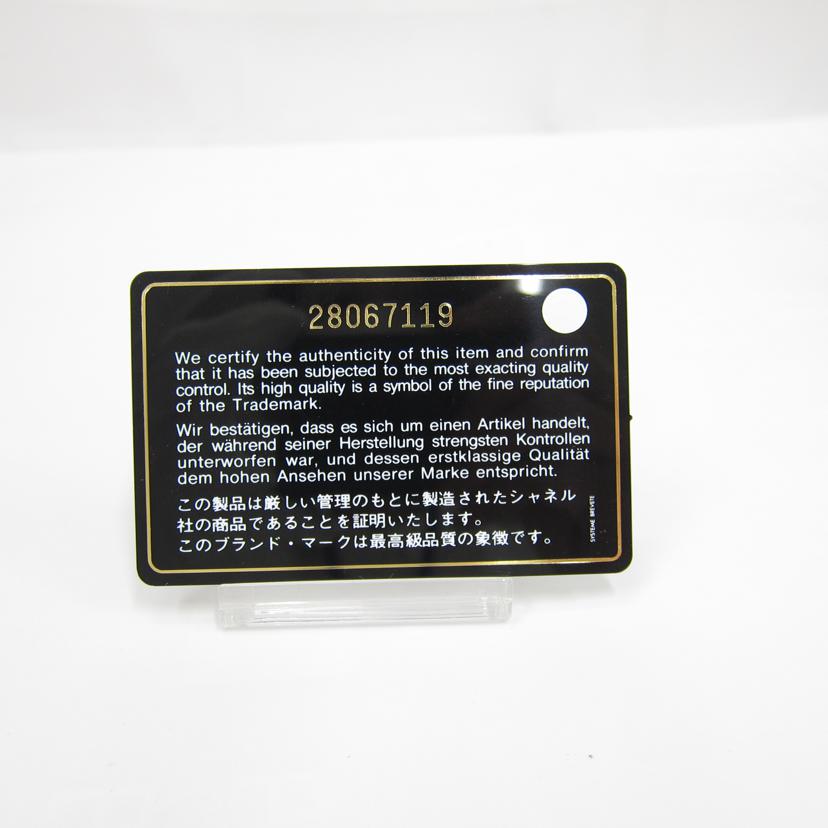 28067119
We certify the authenticity of this item and confirm
that it has been subjected to the most exacting quality
control. Its high quality is a symbol of the fine reputation
of the Trademark.
Wir bestätigen, dass es sich um einen Artikel handelt,
der während seiner Herstellung strengsten Kontrollen
unterworfen war, und dessen erstklassige Qualität
dem hohen Ansehen unserer Marke entspricht.
この製品は厳しい管理のもとに製造されたシャネル
社の商品であることを証明いたします。
このブランド・マークは最高級品質の象徴です。
SYSTEME BREVETE